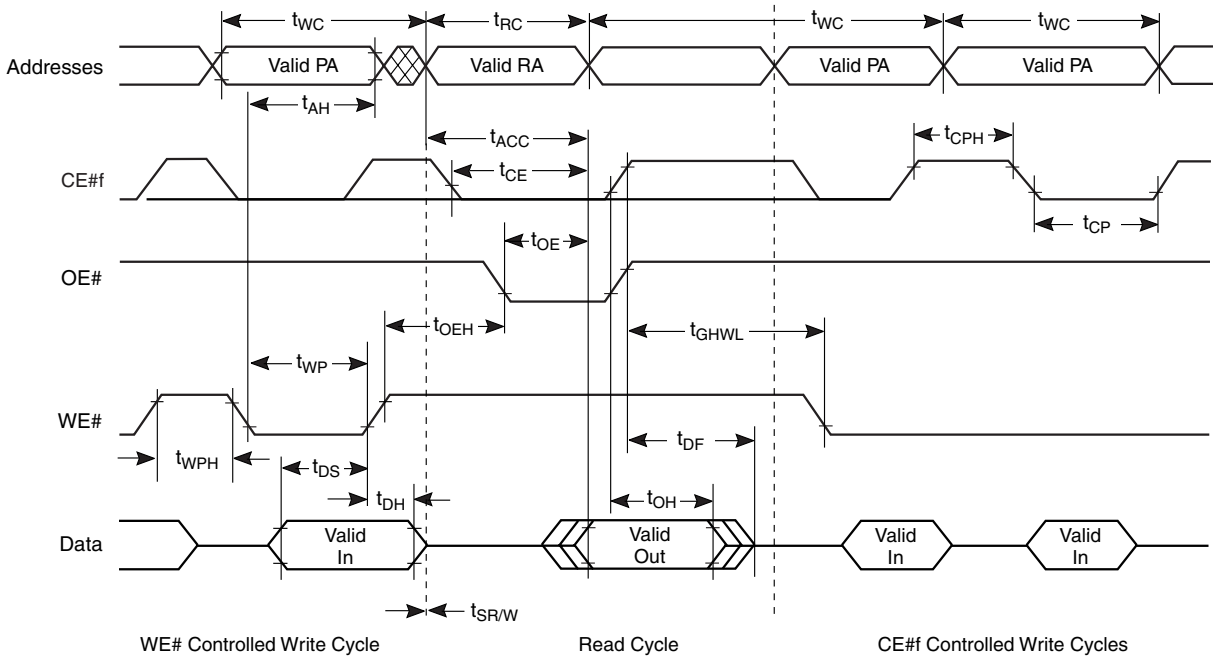 tWC tRC tWC tWC
Addresses Valid PA Valid RA Valid PA Valid PA
tAH
tACC tCPH
CE#f tCE
tCP
tOE
OE#
tOEH tGHWL
tWP
WE#
tDF
tWPH tDS
tDH tOH
Data Valid In Valid Out Valid In Valid In
tSR/W
WE# Controlled Write Cycle Read Cycle CE#f Controlled Write Cycles